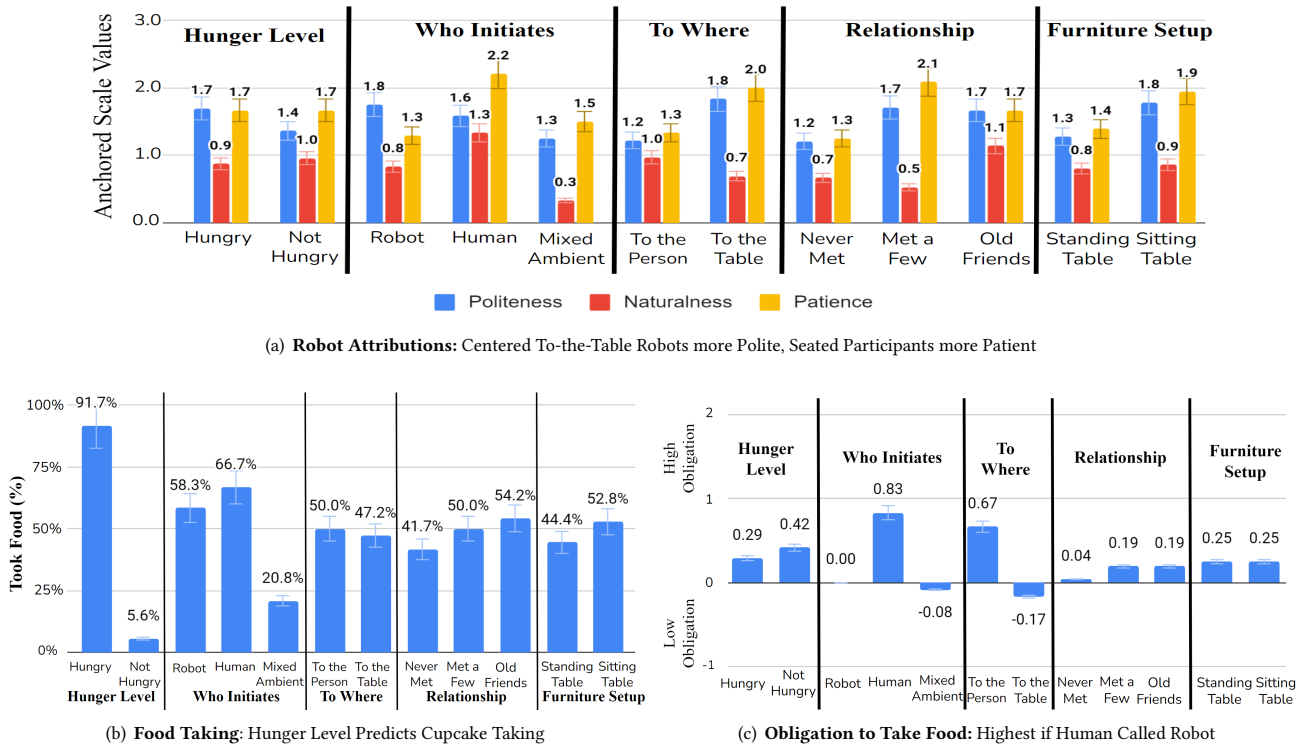 3.0
2.0
1.0
0.0
Anchored Scale Values
Hunger Level
Who Initiates
To Where
Relationship
Furniture Setup
1.7 0.9 1.7
1.4 1.0 1.7
1.8 0.8 1.3
1.6 1.3 2.2
1.3 0.3 1.5
1.2 1.0 1.3
1.8 0.7 2.0
1.2 0.7 1.3
1.7 0.5 2.1
1.7 1.1 1.7
1.3 0.8 1.4
1.8 0.9 1.9
Hungry
Not
Hungry
Robot
Human
Mixed
Ambient
To the
Person
To the
Table
Never
Met
Met a
Few
Old
Friends
Standing
Table
Sitting
Table
Politeness Naturalness Patience
(a) Robot Attributions: Centered To-the-Table Robots more Polite, Seated Participants more Patient
100%
75%
50%
25%
0%
Took Food (%)
91.7%
5.6%
58.3%
66.7%
20.8%
50.0%
47.2%
41.7%
50.0%
54.2%
44.4%
52.8%
Hungry
Not
Hungry
Robot
Human
Mixed
Ambient
To the
Person
To the
Table
Never
Met
Met a
Few
Old
Friends
Standing
Table
Sitting
Table
Hunger Level
Who Initiates
To Where
Relationship
Furniture Setup
(b) Food Taking: Hunger Level Predicts Cupcake Taking
2
1
0
-1
High
Obligation
Low
Obligation
Hunger
Level
Who Initiates
To
Where
Relationship
Furniture
Setup
0.29
0.42
0.00
0.83
-0.08
0.67
-0.17
0.04
0.19
0.19
0.25
0.25
Hungry
Not
Hungry
Robot
Human
Mixed
Ambient
To the
Person
To the
Table
Never
Met
Met a
Few
Old
Friends
Standing
Table
Sitting
Table
(c) Obligation to Take Food: Highest if Human Called Robot